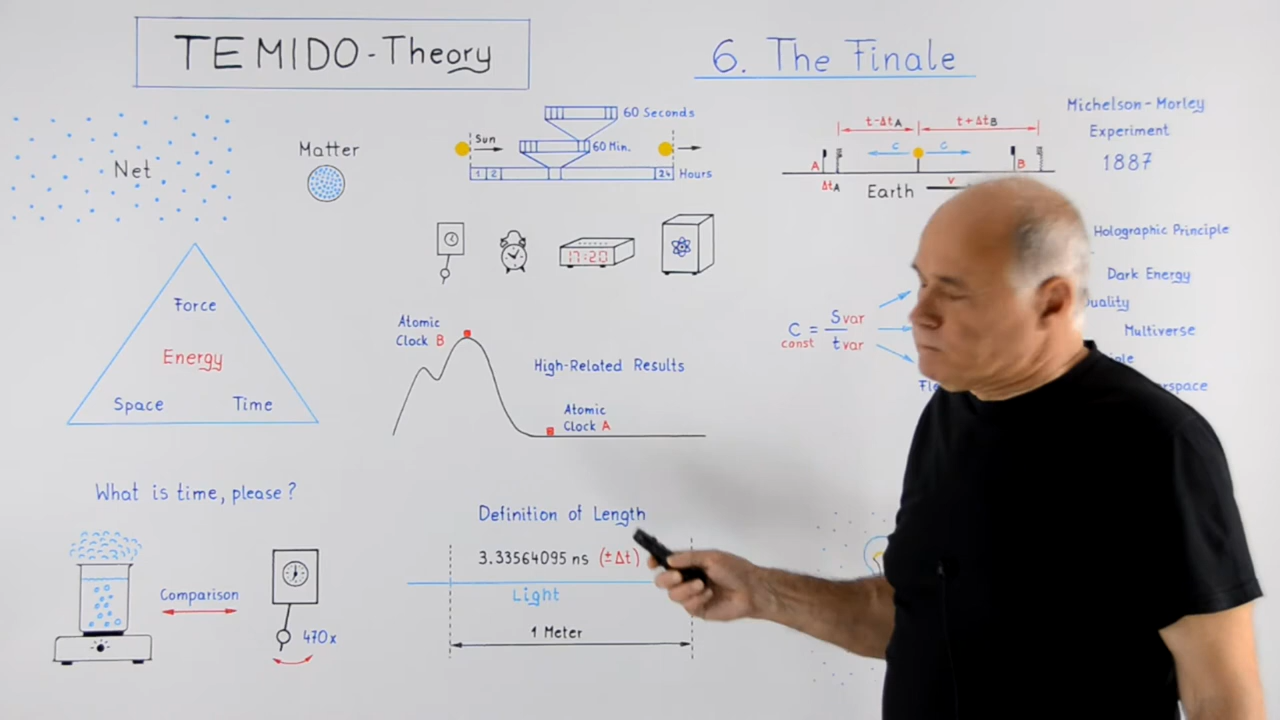 TEMIDO-Theory
6. The Finale
Net
Matter
Sun
60 Seconds
60 Min.
1 2
24
Hours
t-ΔtA
t+ΔtB
c
c
A
B
ΔtA
Earth
v
Michelson-Morley
Experiment
1887
17:20
Force
Energy
Space
Time
Atomic
Clock B
High-Related Results
Atomic
Clock A
C = Svar
const tvar
Holographic Principle
Dark Energy
Multiverse
What is time, please?
Comparison
470x
Definition of Length
3.33564095 ns (±Δt)
Light
1 Meter